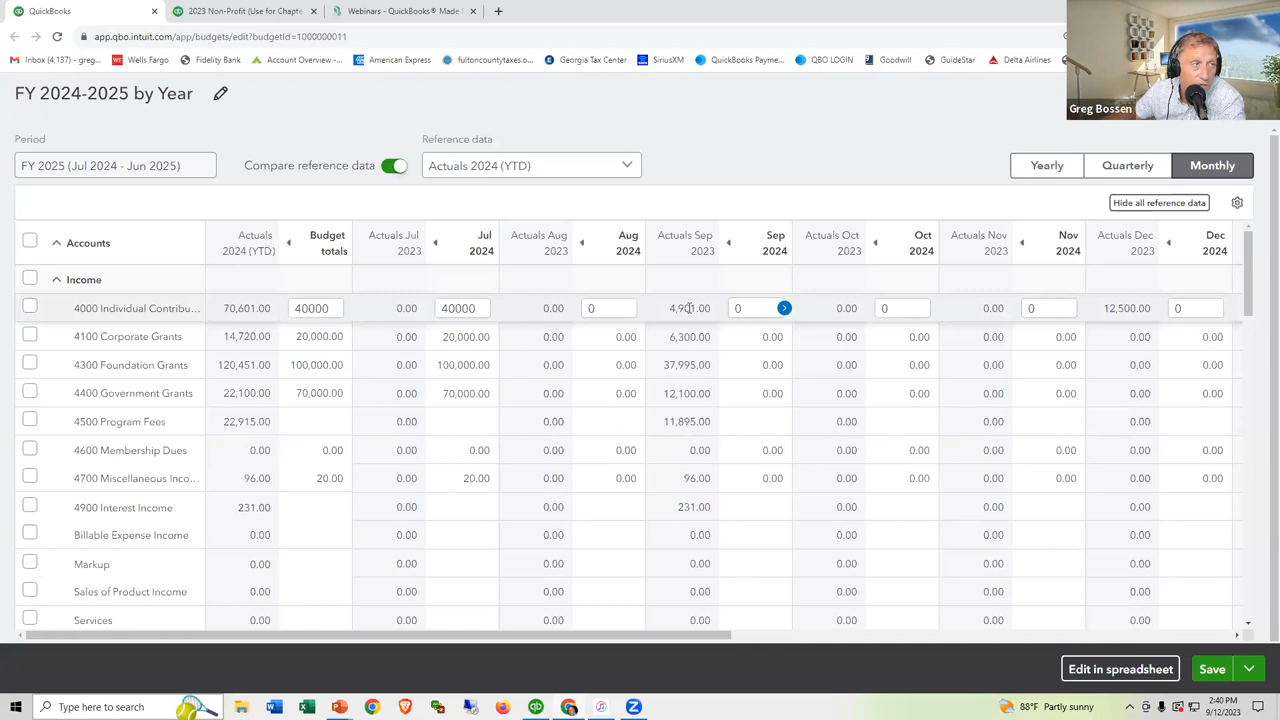 QuickBooks
2023 Non-Profit (Use for Chapte
Webinars - QuickBooks® Made
app.qbo.intuit.com/app/budgets/edit?budgetId=1000000011
Inbox (4,137) - greg... Wells Fargo Fidelity Bank Account Overview -... American Express fultoncountytaxes.o... Georgia Tax Center SiriusXM QuickBooks Payme... QBO LOGIN Goodwill GuideStar Delta Airlines
Greg Bossen
FY 2024-2025 by Year
Period
Reference data
FY 2025 (Jul 2024 - Jun 2025) Compare reference data Actuals 2024 (YTD) Yearly Quarterly Monthly
Hide all reference data
Accounts Actuals 2024 (YTD) Budget totals Actuals Jul 2023 Jul 2024 Actuals Aug 2023 Aug 2024 Actuals Sep 2023 Sep 2024 Actuals Oct 2023 Oct 2024 Actuals Nov 2023 Nov 2024 Actuals Dec 2023 Dec 2024
Income
4000 Individual Contribu... 70,601.00 40000 0.00 40000 0.00 0 0 0.00 0 0.00 0 12,500.00 0
4100 Corporate Grants 14,720.00 20,000.00 0.00 20,000.00 0.00 0.00 6,300.00 0.00 0.00 0.00 0.00 0.00 0.00 0.00
4300 Foundation Grants 120,451.00 100,000.00 0.00 100,000.00 0.00 0.00 37,995.00 0.00 0.00 0.00 0.00 0.00 0.00 0.00
4400 Government Grants 22,100.00 70,000.00 0.00 70,000.00 0.00 0.00 12,100.00 0.00 0.00 0.00 0.00 0.00 0.00 0.00
4500 Program Fees 22,915.00 0.00 0.00 11,895.00 0.00 0.00 0.00
4600 Membership Dues 0.00 0.00 0.00 0.00 0.00 0.00 0.00 0.00 0.00 0.00 0.00 0.00 0.00 0.00
4700 Miscellaneous Inco... 96.00 20.00 0.00 20.00 0.00 0.00 96.00 0.00 0.00 0.00 0.00 0.00 0.00 0.00
4900 Interest Income 231.00 0.00 0.00 231.00 0.00 0.00 0.00
Billable Expense Income 0.00 0.00 0.00 0.00 0.00 0.00 0.00
Markup 0.00 0.00 0.00 0.00 0.00 0.00 0.00
Sales of Product Income 0.00 0.00 0.00 0.00 0.00 0.00 0.00
Services 0.00 0.00 0.00 0.00 0.00 0.00 0.00
Edit in spreadsheet Save
Type here to search 88°F Partly sunny 2:40 PM
9/12/2023